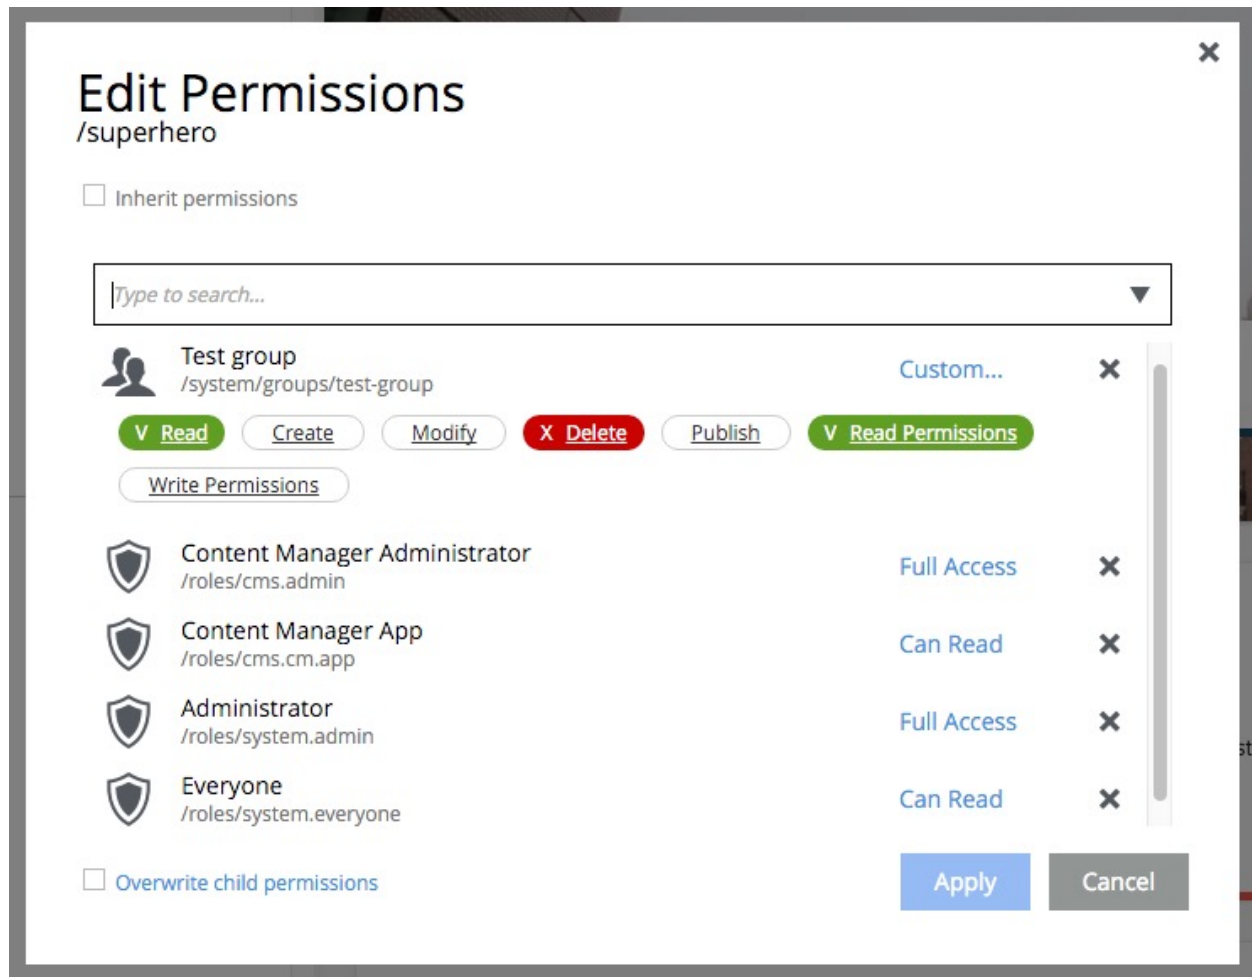 Edit Permissions
/superhero
Inherit permissions
Type to search...
Test group
Custom...
/system/groups/test-group
V Read Create Modify X Delete Publish V Read Permissions
Write Permissions
Content Manager Administrator
Full Access
/roles/cms.admin
Content Manager App
Can Read
/roles/cms.cm.app
Administrator
Full Access
/roles/system.admin
Everyone
Can Read
/roles/system.everyone
Overwrite child permissions
Apply Cancel